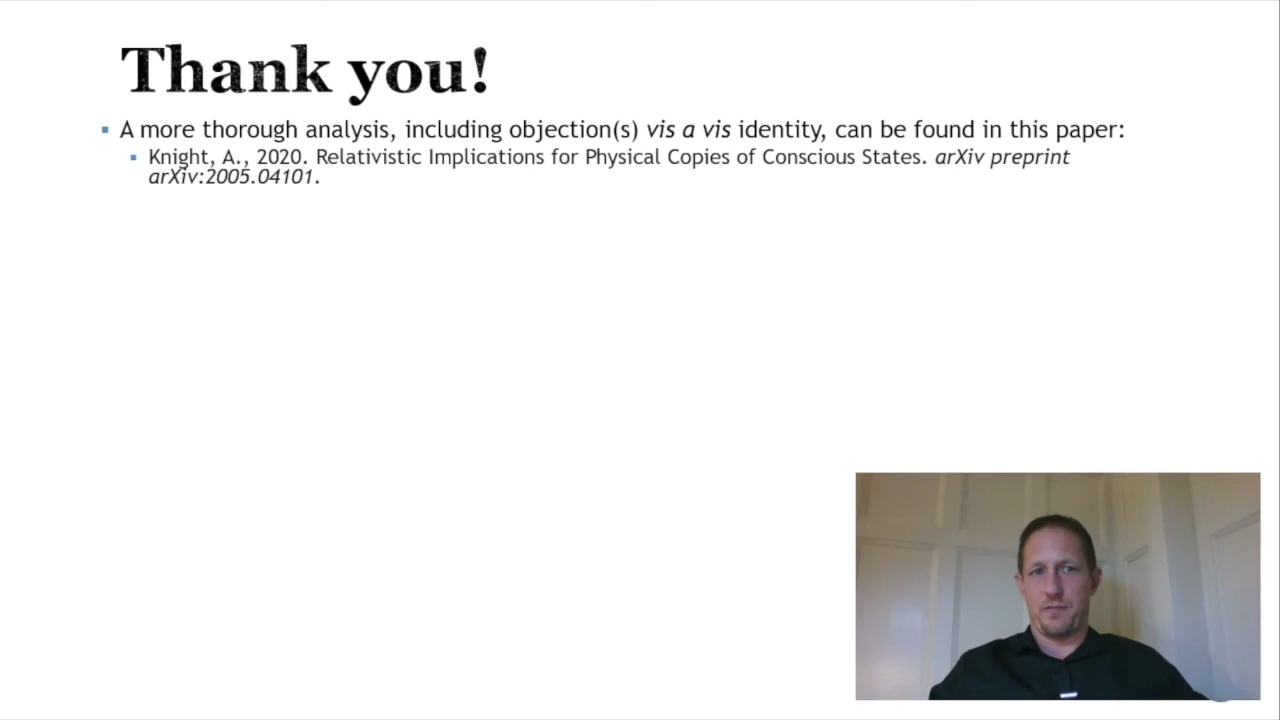 Thank you!
▪ A more thorough analysis, including objection(s) vis a vis identity, can be found in this paper:
▪ Knight, A., 2020. Relativistic Implications for Physical Copies of Conscious States. arXiv preprint
arXiv:2005.04101.